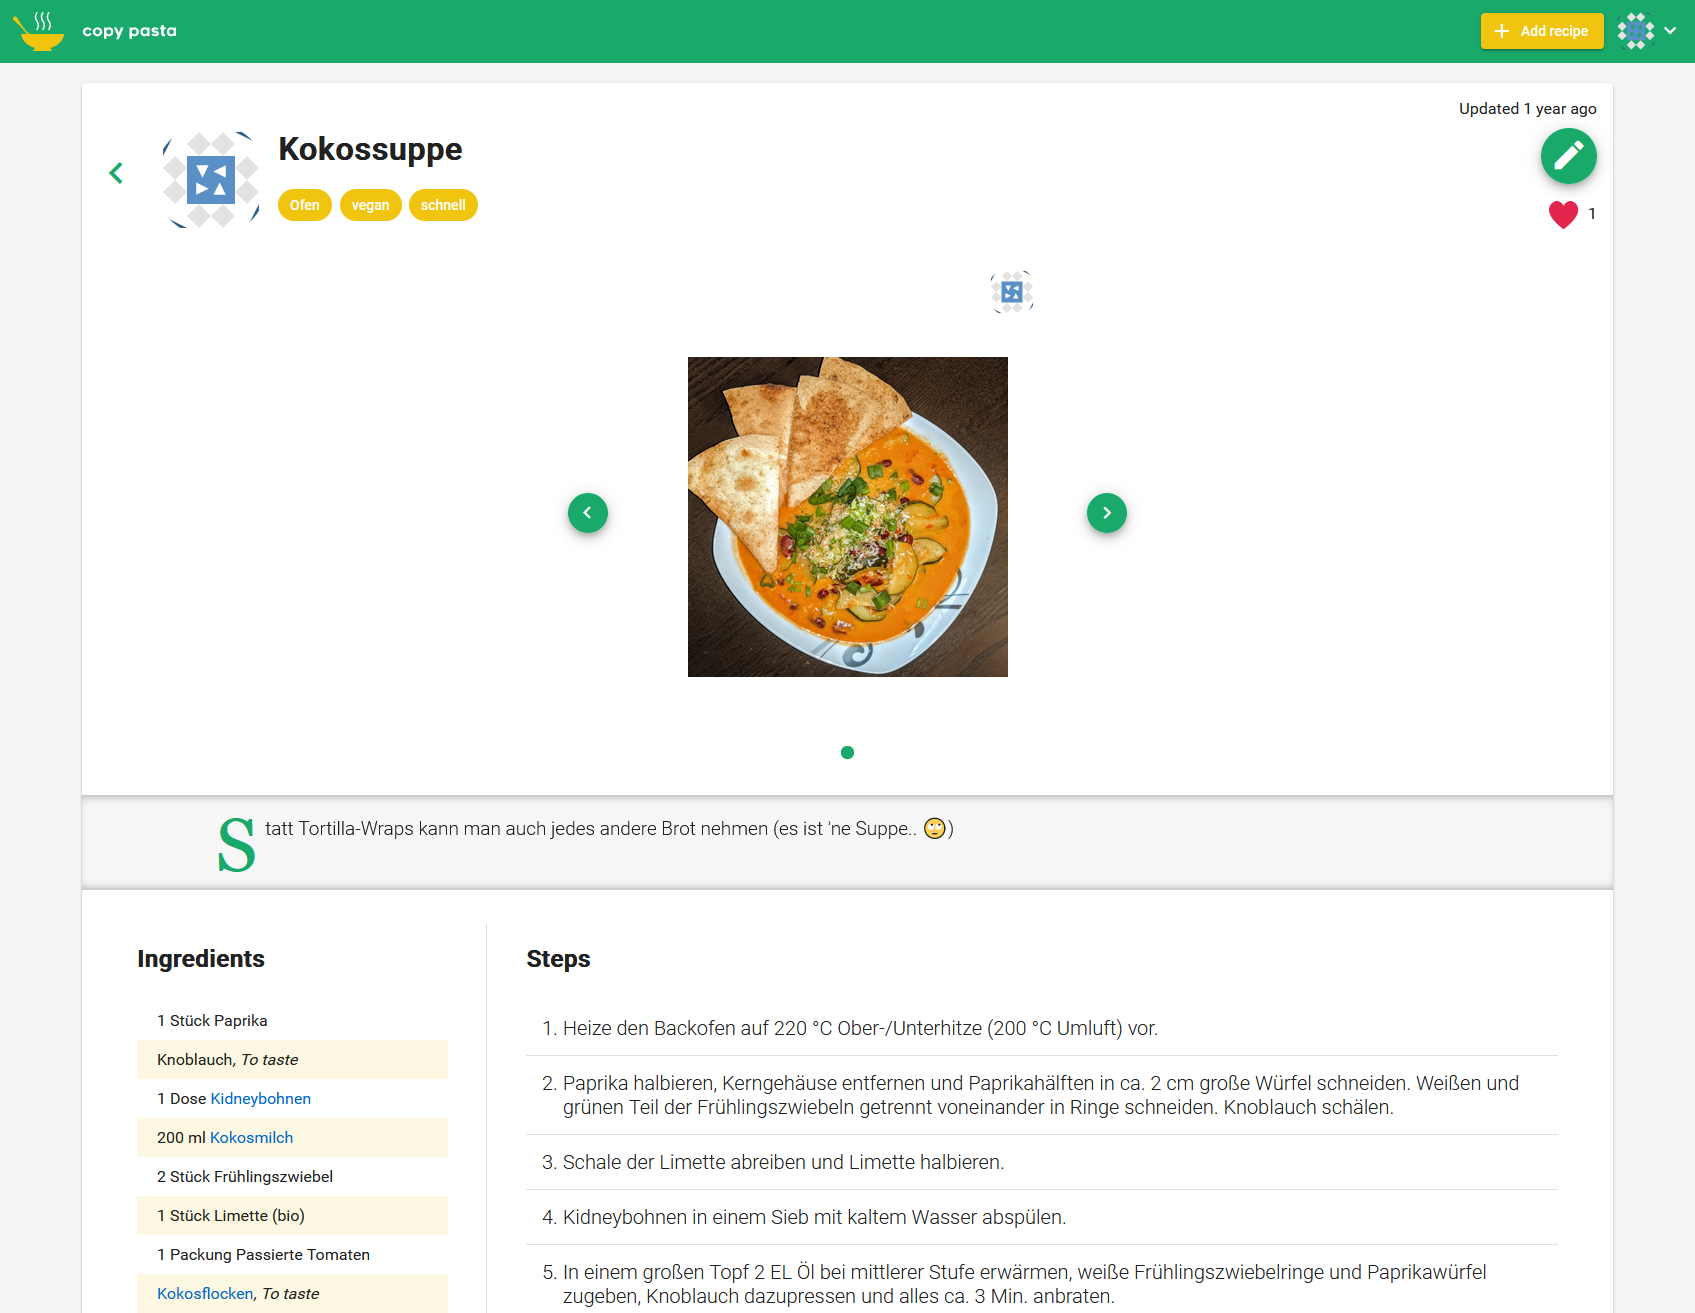 copy pasta
Add recipe
Updated 1 year ago
Kokossuppe
Ofen vegan schnell
1
Statt Tortilla-Wraps kann man auch jedes andere Brot nehmen (es ist 'ne Suppe.. 🙄)
Ingredients
1 Stück Paprika
Knoblauch, To taste
1 Dose Kidneybohnen
200 ml Kokosmilch
2 Stück Frühlingszwiebel
1 Stück Limette (bio)
1 Packung Passierte Tomaten
Kokosflocken, To taste
Steps
1. Heize den Backofen auf 220 °C Ober-/Unterhitze (200 °C Umluft) vor.
2. Paprika halbieren, Kerngehäuse entfernen und Paprikahälften in ca. 2 cm große Würfel schneiden. Weißen und
grünen Teil der Frühlingszwiebeln getrennt voneinander in Ringe schneiden. Knoblauch schälen.
3. Schale der Limette abreiben und Limette halbieren.
4. Kidneybohnen in einem Sieb mit kaltem Wasser abspülen.
5. In einem großen Topf 2 EL Öl bei mittlerer Stufe erwärmen, weiße Frühlingszwiebelringe und Paprikawürfel
zugeben, Knoblauch dazupressen und alles ca. 3 Min. anbraten.